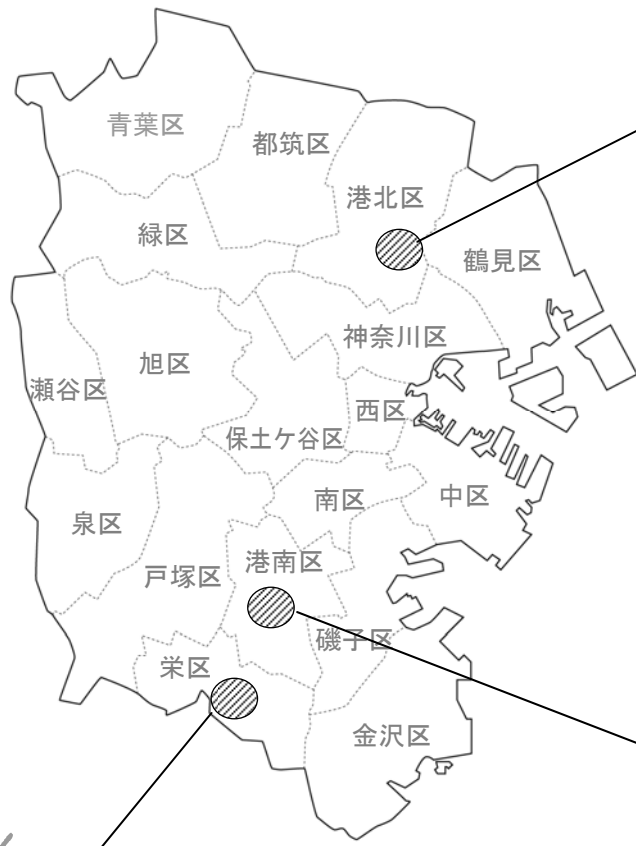 青葉区
都筑区
港北区
緑区
鶴見区
神奈川区
旭区
瀬谷区
西区
保土ケ谷区
中区
南区
泉区
港南区
戸塚区
磯子区
栄区
金沢区